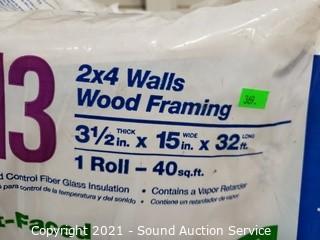 13
2x4 Walls
Wood Framing
369.
3½ in. THICK x 15 in. WIDE x 32 ft. LONG
1 Roll – 40 sq.ft.
d Control Fiber Glass Insulation
• Contains a Vapor Retarder
para control de la temperatura y del sonido
• Contiene un retardador de vapor
t-Faced
Copyright 2021 - Sound Auction Service